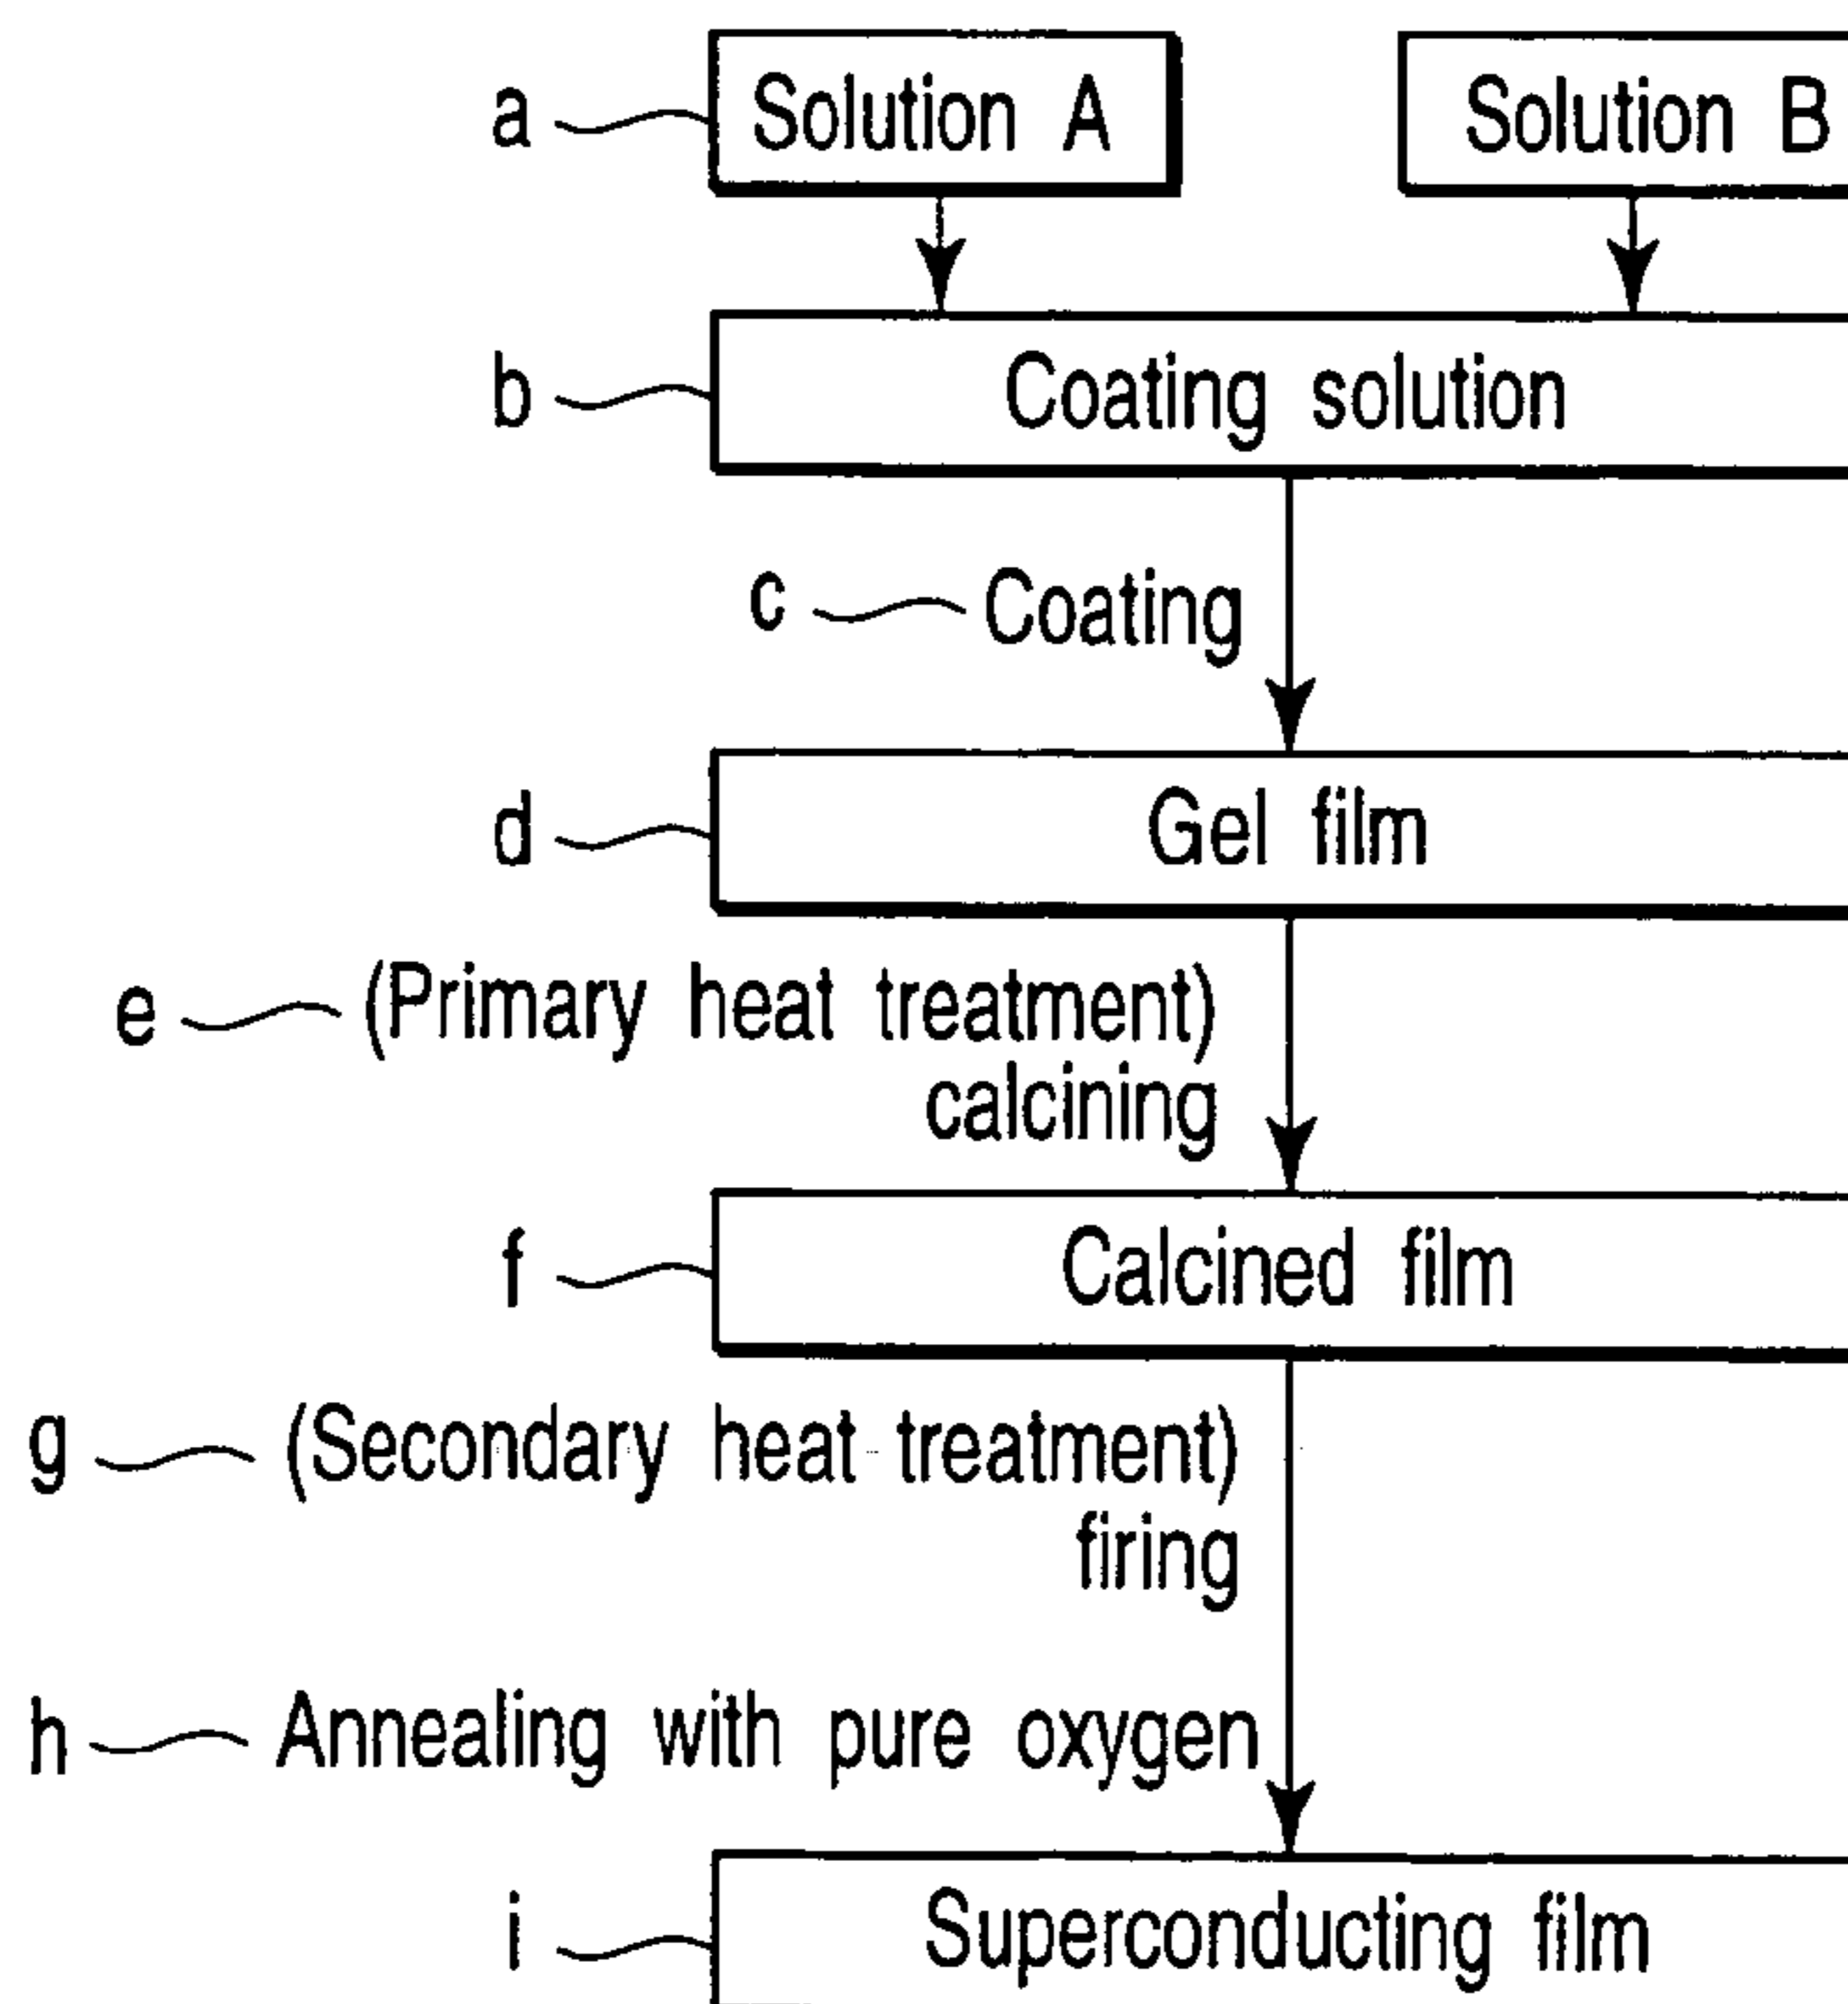 a Solution A Solution B
b Coating solution
c Coating
d Gel film
e (Primary heat treatment)
calcining
f Calcined film
g (Secondary heat treatment)
firing
h Annealing with pure oxygen
i Superconducting film